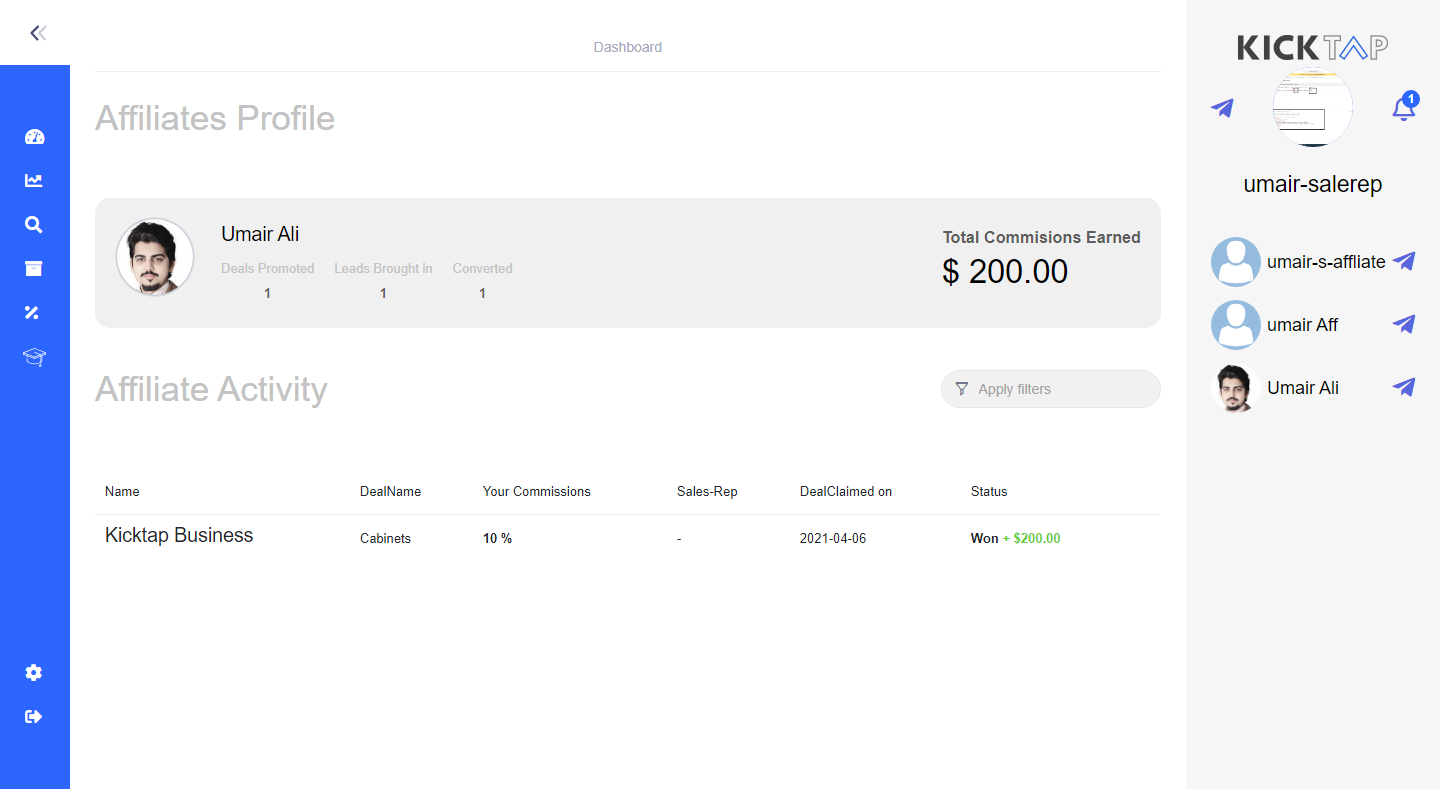 Dashboard
Affiliates Profile
Umair Ali
Deals Promoted Leads Brought in Converted
1 1 1
Total Commisions Earned
$ 200.00
Affiliate Activity
Apply filters
Name DealName Your Commissions Sales-Rep DealClaimed on Status
Kicktap Business Cabinets 10 % - 2021-04-06 Won + $200.00
KICKTAP
1
umair-salerep
umair-s-affliate
umair Aff
Umair Ali